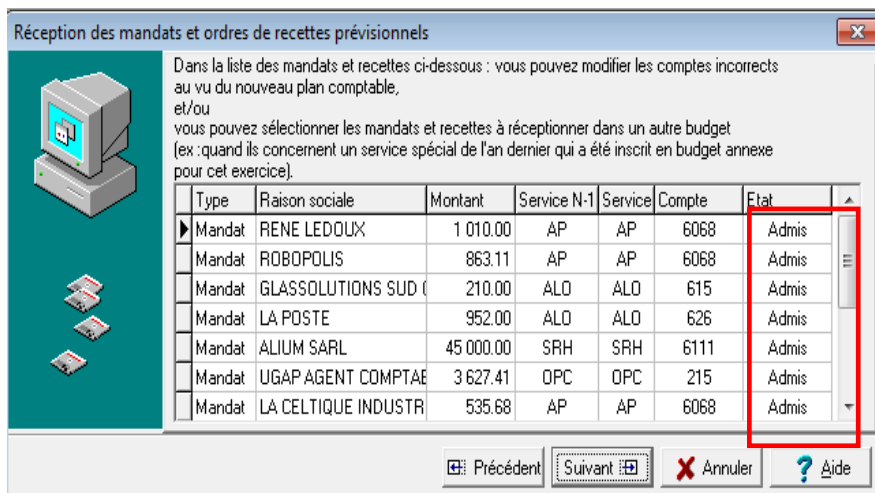 Réception des mandats et ordres de recettes prévisionnels
Dans la liste des mandats et recettes ci-dessous : vous pouvez modifier les comptes incorrects
au vu du nouveau plan comptable,
et/ou
vous pouvez sélectionner les mandats et recettes à réceptionner dans un autre budget
(ex :quand ils concernent un service spécial de l'an dernier qui a été inscrit en budget annexe
pour cet exercice).
Type Raison sociale Montant Service N-1 Service Compte Etat
Mandat RENE LEDOUX 1 010.00 AP AP 6068 Admis
Mandat ROBOPOLIS 863.11 AP AP 6068 Admis
Mandat GLASSOLUTIONS SUD 210.00 ALO ALO 615 Admis
Mandat LA POSTE 952.00 ALO ALO 626 Admis
Mandat ALIUM SARL 45 000.00 SRH SRH 6111 Admis
Mandat UGAP AGENT COMPTAE 3 627.41 OPC OPC 215 Admis
Mandat LA CELTIQUE INDUSTR 535.68 AP AP 6068 Admis
Précédent Suivant Annuler Aide